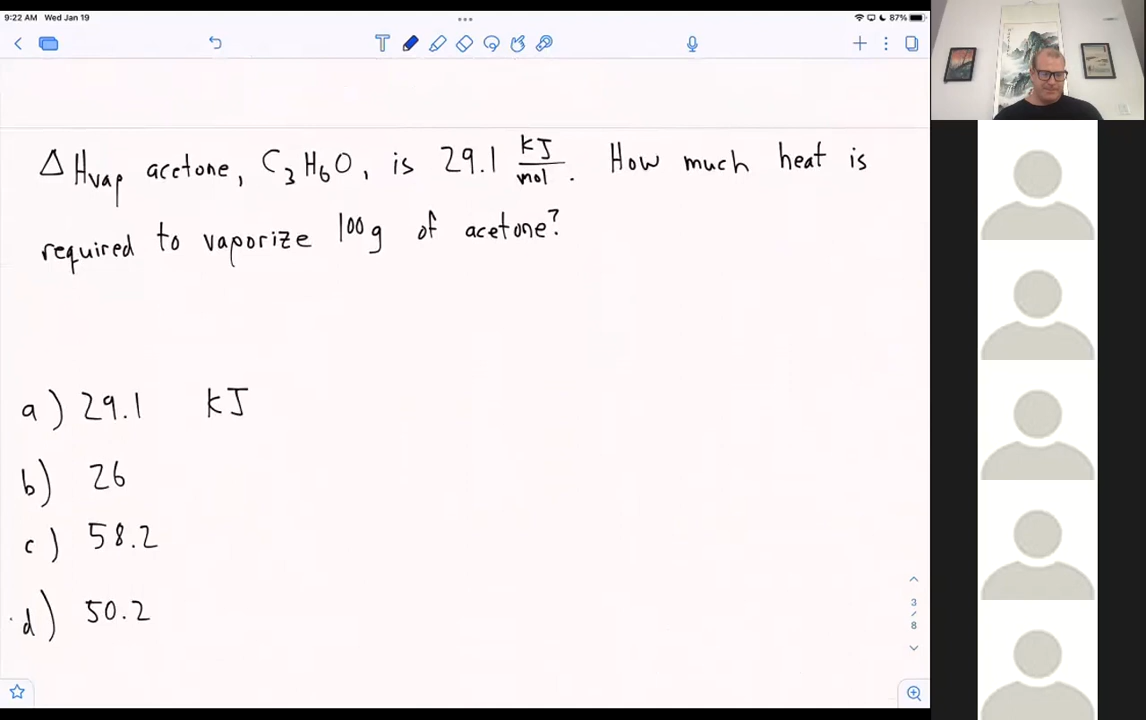 9:22 AM Wed Jan 19
87%
T
ΔHvap acetone, C₃H₆O, is 29.1 kJ/mol. How much heat is
required to vaporize 100g of acetone?
a) 29.1 kJ
b) 26
c) 58.2
d) 50.2
3
/
8